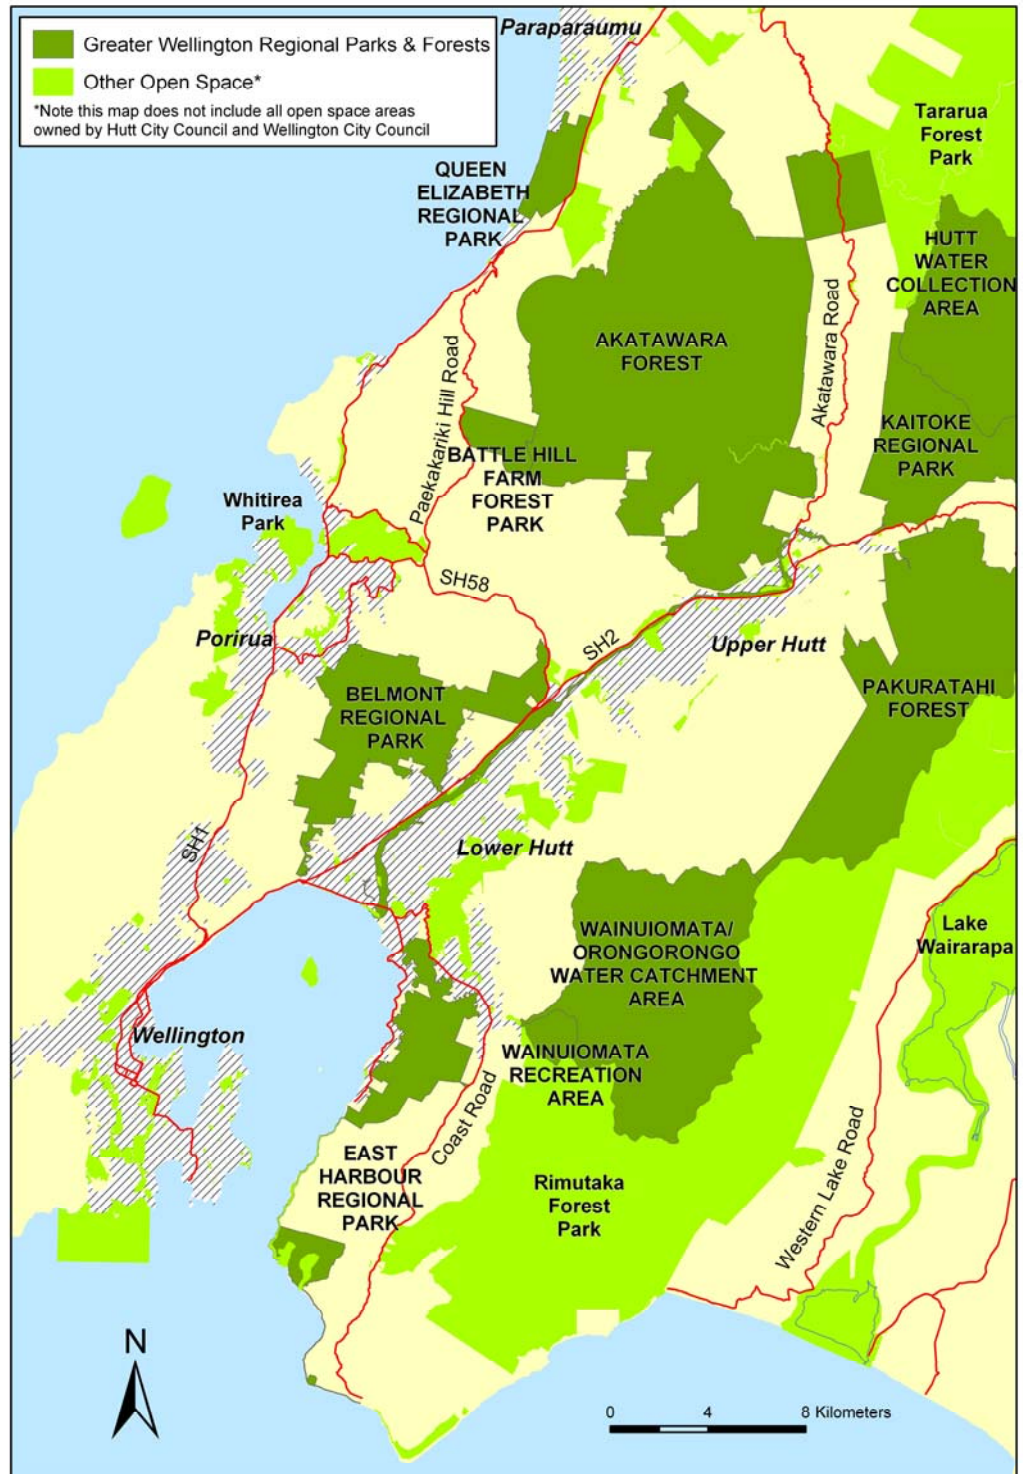 Greater Wellington Regional Parks & Forests
Other Open Space*
*Note this map does not include all open space areas
owned by Hutt City Council and Wellington City Council
Paraparaumu
Tararua
Forest
Park
QUEEN
ELIZABETH
REGIONAL
PARK
HUTT
WATER
COLLECTION
AREA
AKATAWARA
FOREST
Akatawara Road
Paekakariki Hill Road
KAITOKE
REGIONAL
PARK
BATTLE HILL
FARM
FOREST
PARK
Whitirea
Park
SH58
Porirua
SH2
Upper Hutt
BELMONT
REGIONAL
PARK
PAKURATAHI
FOREST
SH1
Lower Hutt
WAINUIOMATA/
ORONGORONGO
WATER CATCHMENT
AREA
Lake
Wairarapa
Wellington
WAINUIOMATA
RECREATION
AREA
Coast Road
EAST
HARBOUR
REGIONAL
PARK
Rimutaka
Forest
Park
Western Lake Road
N
0 4 8 Kilometers